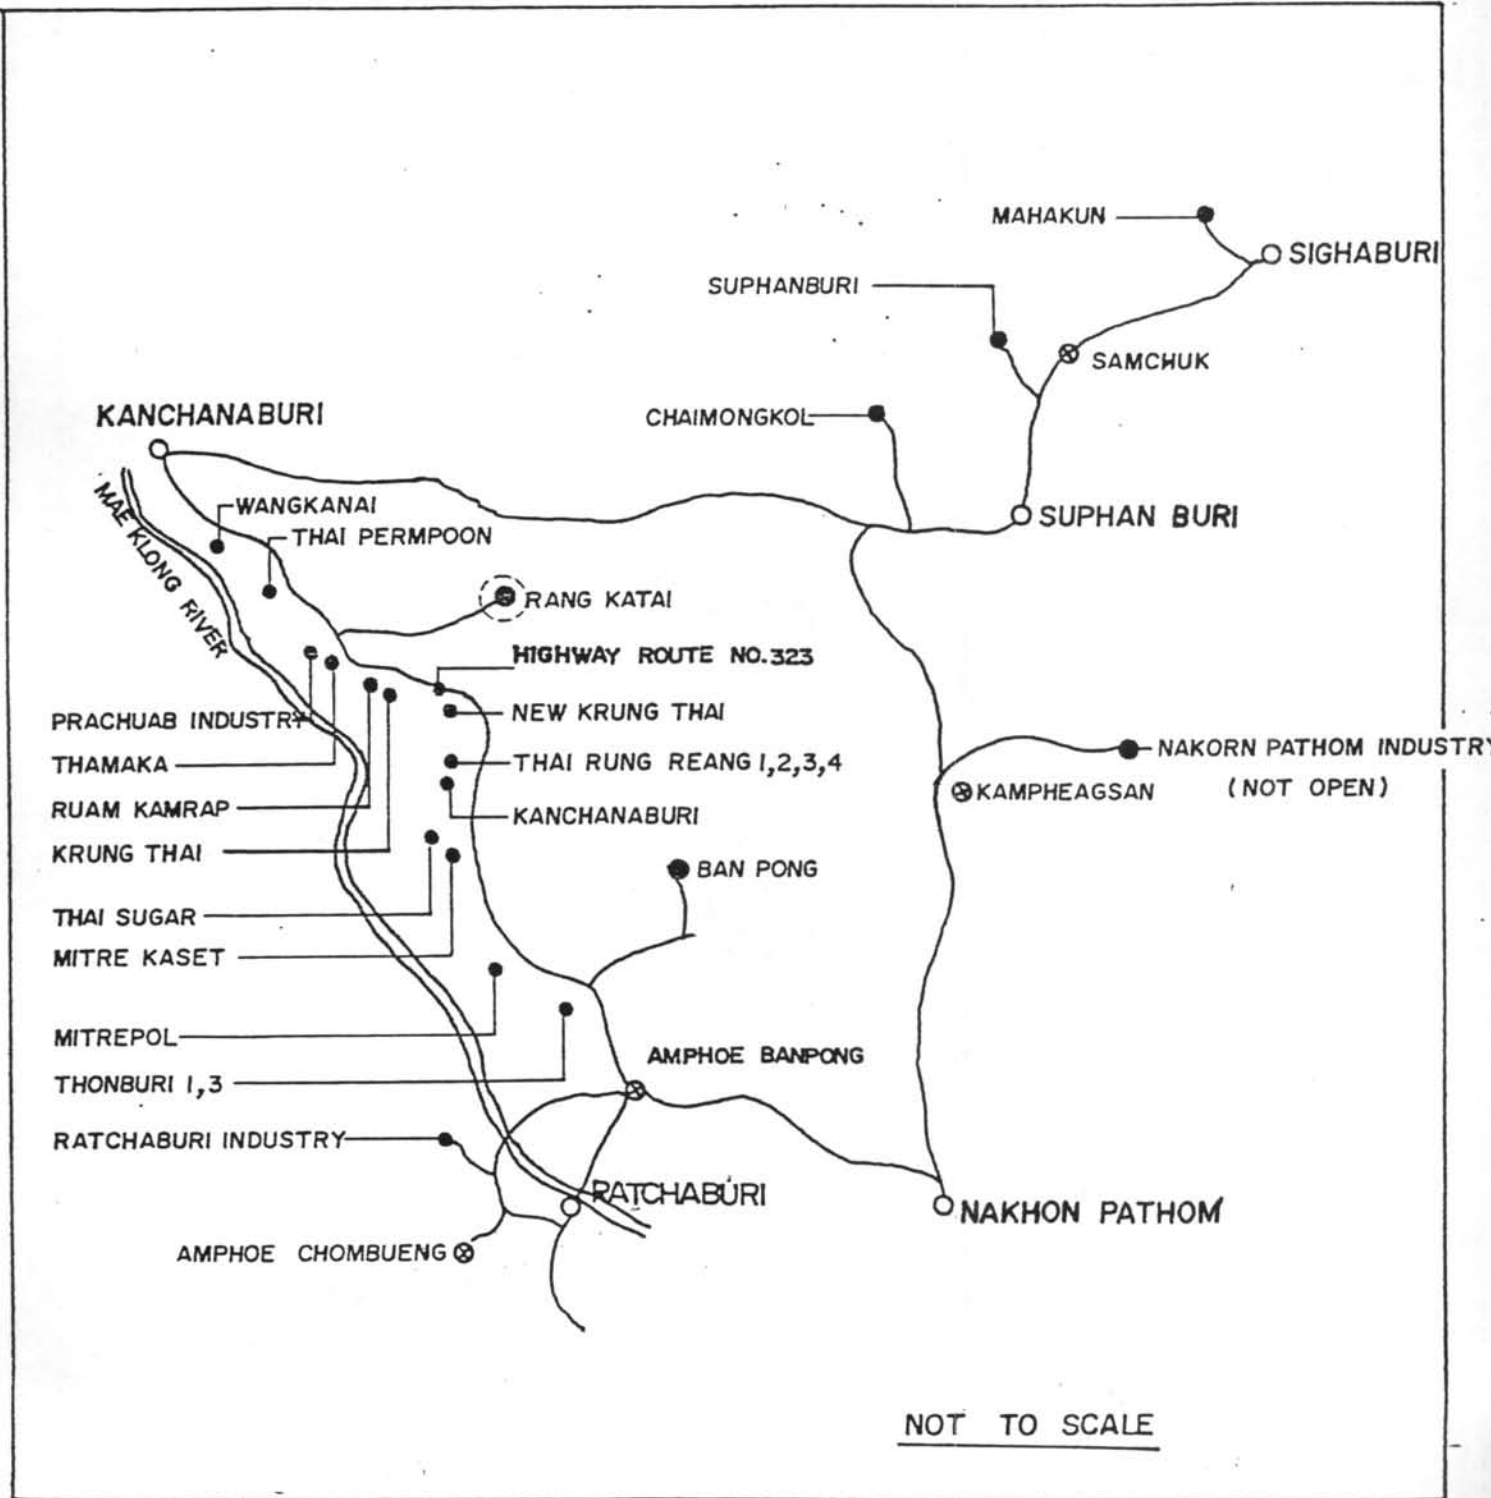 MAHAKUN
SIGHABURI
SUPHANBURI
SAMCHUK
KANCHANABURI
CHAIMONGKOL
WANGKANAI
SUPHAN BURI
THAI PERMPOON
MAE KLONG RIVER
RANG KATAI
HIGHWAY ROUTE NO.323
PRACHUAB INDUSTRY
NEW KRUNG THAI
THAMAKA
THAI RUNG REANG 1,2,3,4
NAKORN PATHOM INDUSTRY
(NOT OPEN)
KAMPHEAGSAN
RUAM KAMRAP
KANCHANABURI
KRUNG THAI
BAN PONG
THAI SUGAR
MITRE KASET
MITREPOL
AMPHOE BANPONG
THONBURI 1,3
RATCHABURI INDUSTRY
RATCHABURI
NAKHON PATHOM
AMPHOE CHOMBUENG
NOT TO SCALE